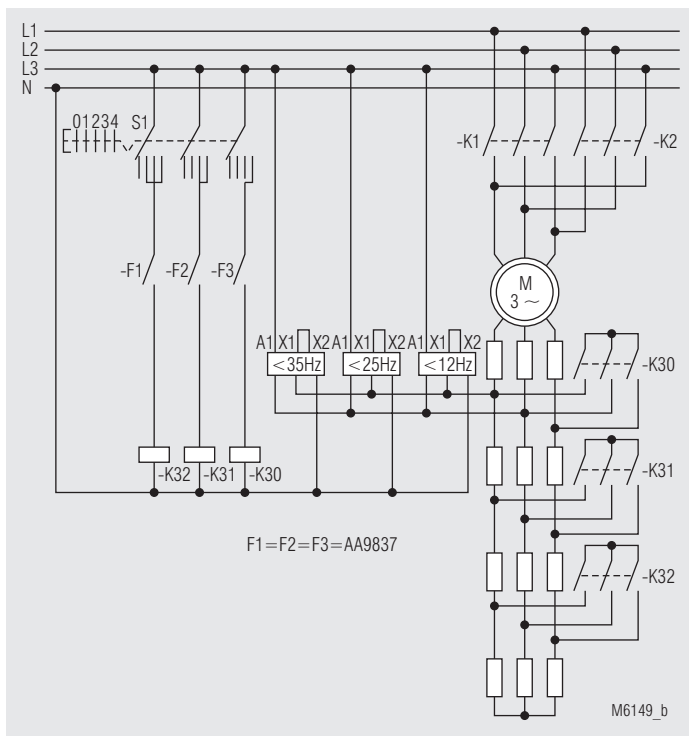 L1
L2
L3
N
01234 S1
-K1 -K2
-F1 -F2 -F3
M
3 ~
A1 X1 X2 A1 X1 X2 A1 X1 X2
<35Hz <25Hz <12Hz
-K30
-K32 -K31 -K30
-K31
F1=F2=F3=AA9837
-K32
M6149_b